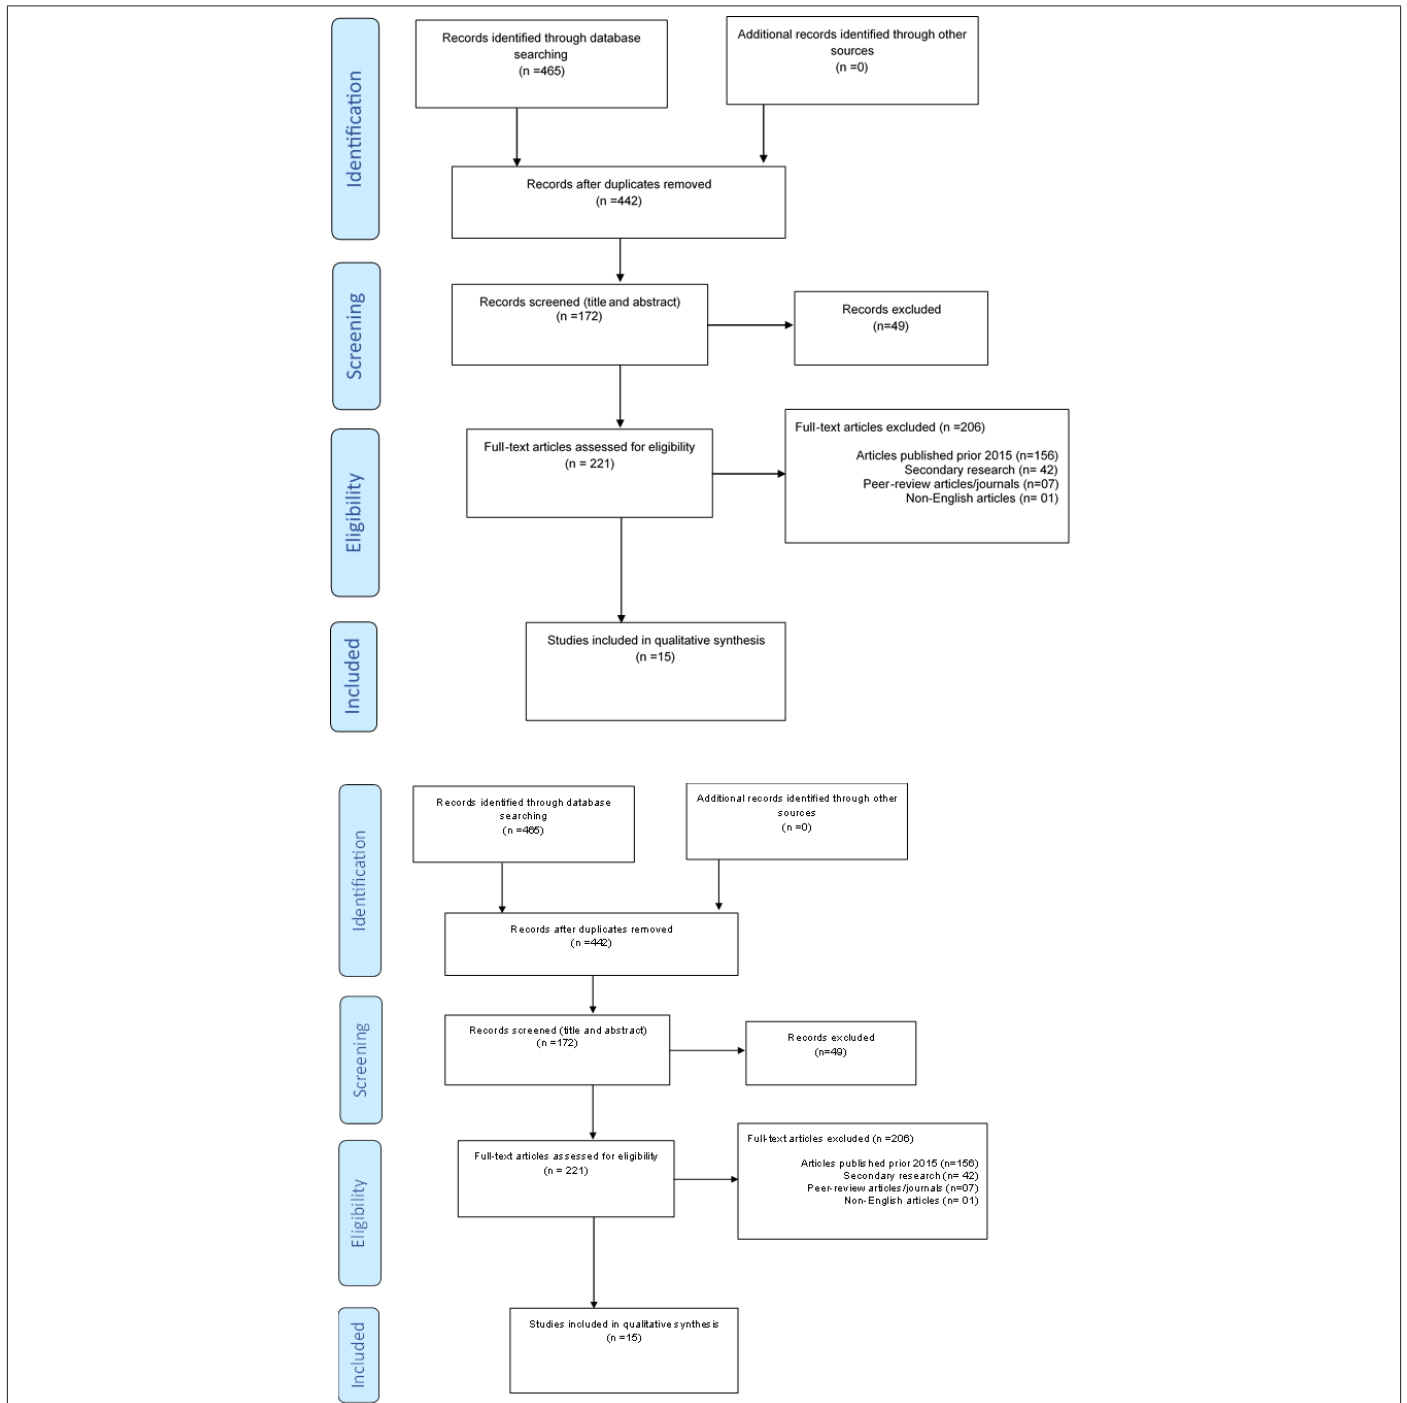 Identification
Records identified through database
searching
(n =465)
Additional records identified through other
sources
(n =0)
Records after duplicates removed
(n =442)
Screening
Records screened (title and abstract)
(n =172)
Records excluded
(n=49)
Eligibility
Full-text articles assessed for eligibility
(n = 221)
Full-text articles excluded (n =206)
Articles published prior 2015 (n=156)
Secondary research (n= 42)
Peer-review articles/journals (n=07)
Non-English articles (n= 01)
Included
Studies included in qualitative synthesis
(n =15)
Identification
Records identified through database
searching
(n =465)
Additional records identified through other
sources
(n =0)
Records after duplicates removed
(n =442)
Screening
Records screened (title and abstract)
(n =172)
Records excluded
(n=49)
Eligibility
Full-text articles assessed for eligibility
(n = 221)
Full-text articles excluded (n =206)
Articles published prior 2015 (n=156)
Secondary research (n= 42)
Peer-review articles/journals (n=07)
Non-English articles (n= 01)
Included
Studies included in qualitative synthesis
(n =15)